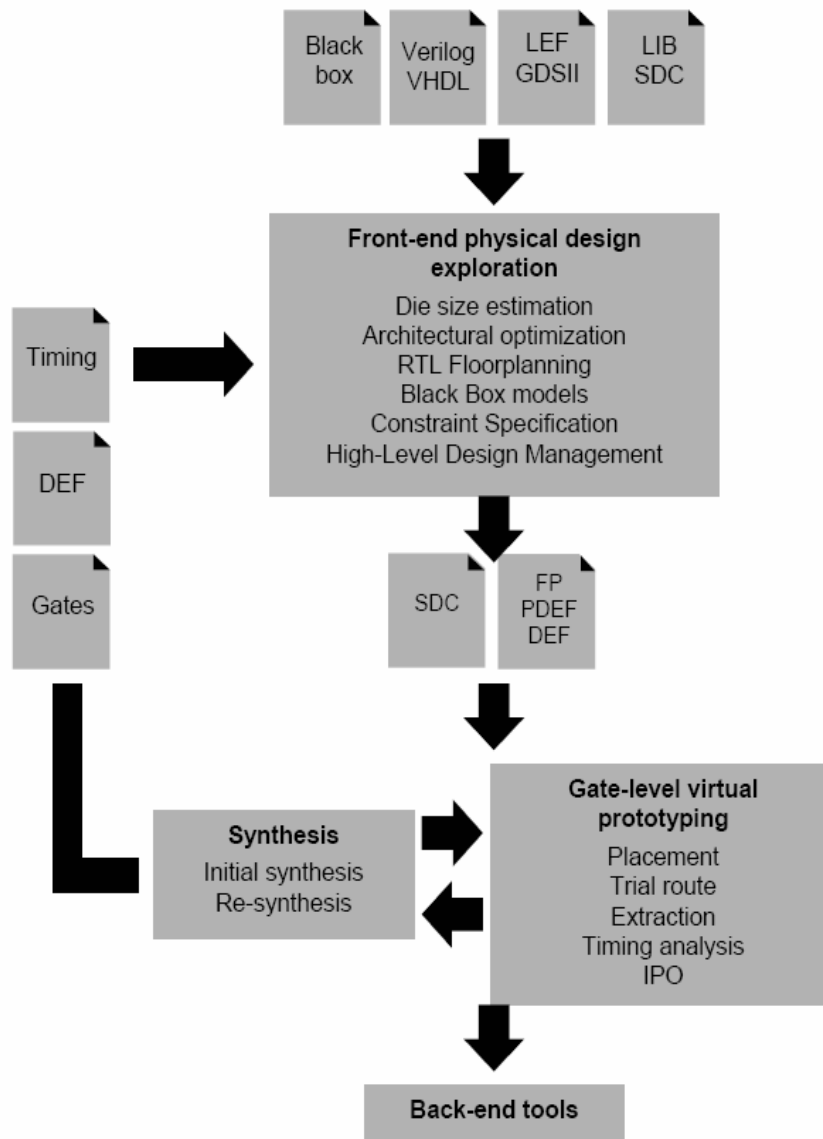 Black
box
Verilog
VHDL
LEF
GDSII
LIB
SDC
Front-end physical design
exploration
Die size estimation
Architectural optimization
RTL Floorplanning
Black Box models
Constraint Specification
High-Level Design Management
Timing
DEF
Gates
SDC
FP
PDEF
DEF
Synthesis
Initial synthesis
Re-synthesis
Gate-level virtual
prototyping
Placement
Trial route
Extraction
Timing analysis
IPO
Back-end tools